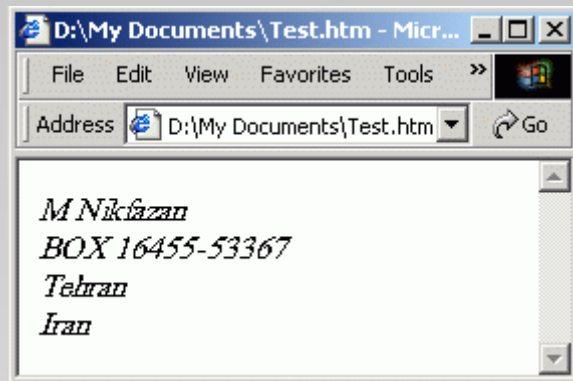 D:\My Documents\Test.htm - Micr...
File Edit View Favorites Tools »
Address D:\My Documents\Test.htm Go
M Nikfazan
BOX 16455-53367
Tehran
Iran